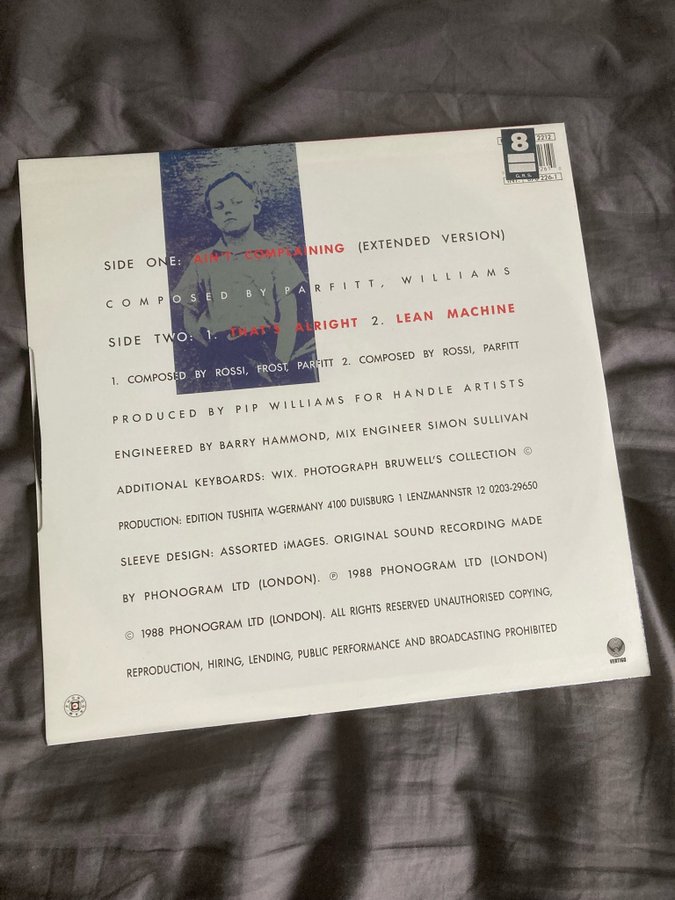 8
G.R.S.
2212
226-1
SIDE ONE: AIN'T COMPLAINING (EXTENDED VERSION)
COMPOSED BY PARFITT, WILLIAMS
SIDE TWO: 1. THAT'S ALRIGHT 2. LEAN MACHINE
1. COMPOSED BY ROSSI, FROST, PARFITT 2. COMPOSED BY ROSSI, PARFITT
PRODUCED BY PIP WILLIAMS FOR HANDLE ARTISTS
ENGINEERED BY BARRY HAMMOND, MIX ENGINEER SIMON SULLIVAN
ADDITIONAL KEYBOARDS: WIX. PHOTOGRAPH BRUWELL'S COLLECTION ©
PRODUCTION: EDITION TUSHITA W-GERMANY 4100 DUISBURG 1 LENZMANNSTR 12 0203-29650
SLEEVE DESIGN: ASSORTED iMAGES. ORIGINAL SOUND RECORDING MADE
BY PHONOGRAM LTD (LONDON). ℗ 1988 PHONOGRAM LTD (LONDON)
© 1988 PHONOGRAM LTD (LONDON). ALL RIGHTS RESERVED UNAUTHORISED COPYING,
REPRODUCTION, HIRING, LENDING, PUBLIC PERFORMANCE AND BROADCASTING PROHIBITED
VERTIGO